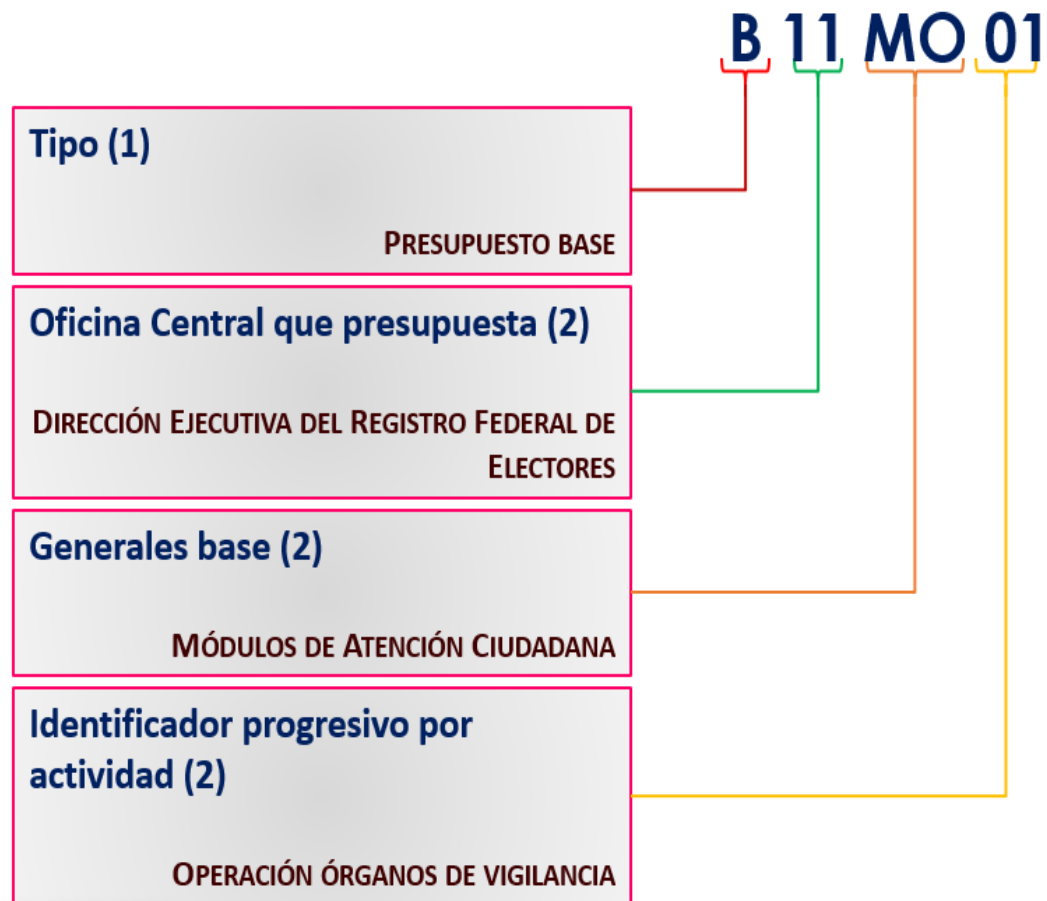 B 11 MO 01
Tipo (1)
PRESUPUESTO BASE
Oficina Central que presupuesta (2)
DIRECCIÓN EJECUTIVA DEL REGISTRO FEDERAL DE
ELECTORES
Generales base (2)
MÓDULOS DE ATENCIÓN CIUDADANA
Identificador progresivo por
actividad (2)
OPERACIÓN ÓRGANOS DE VIGILANCIA